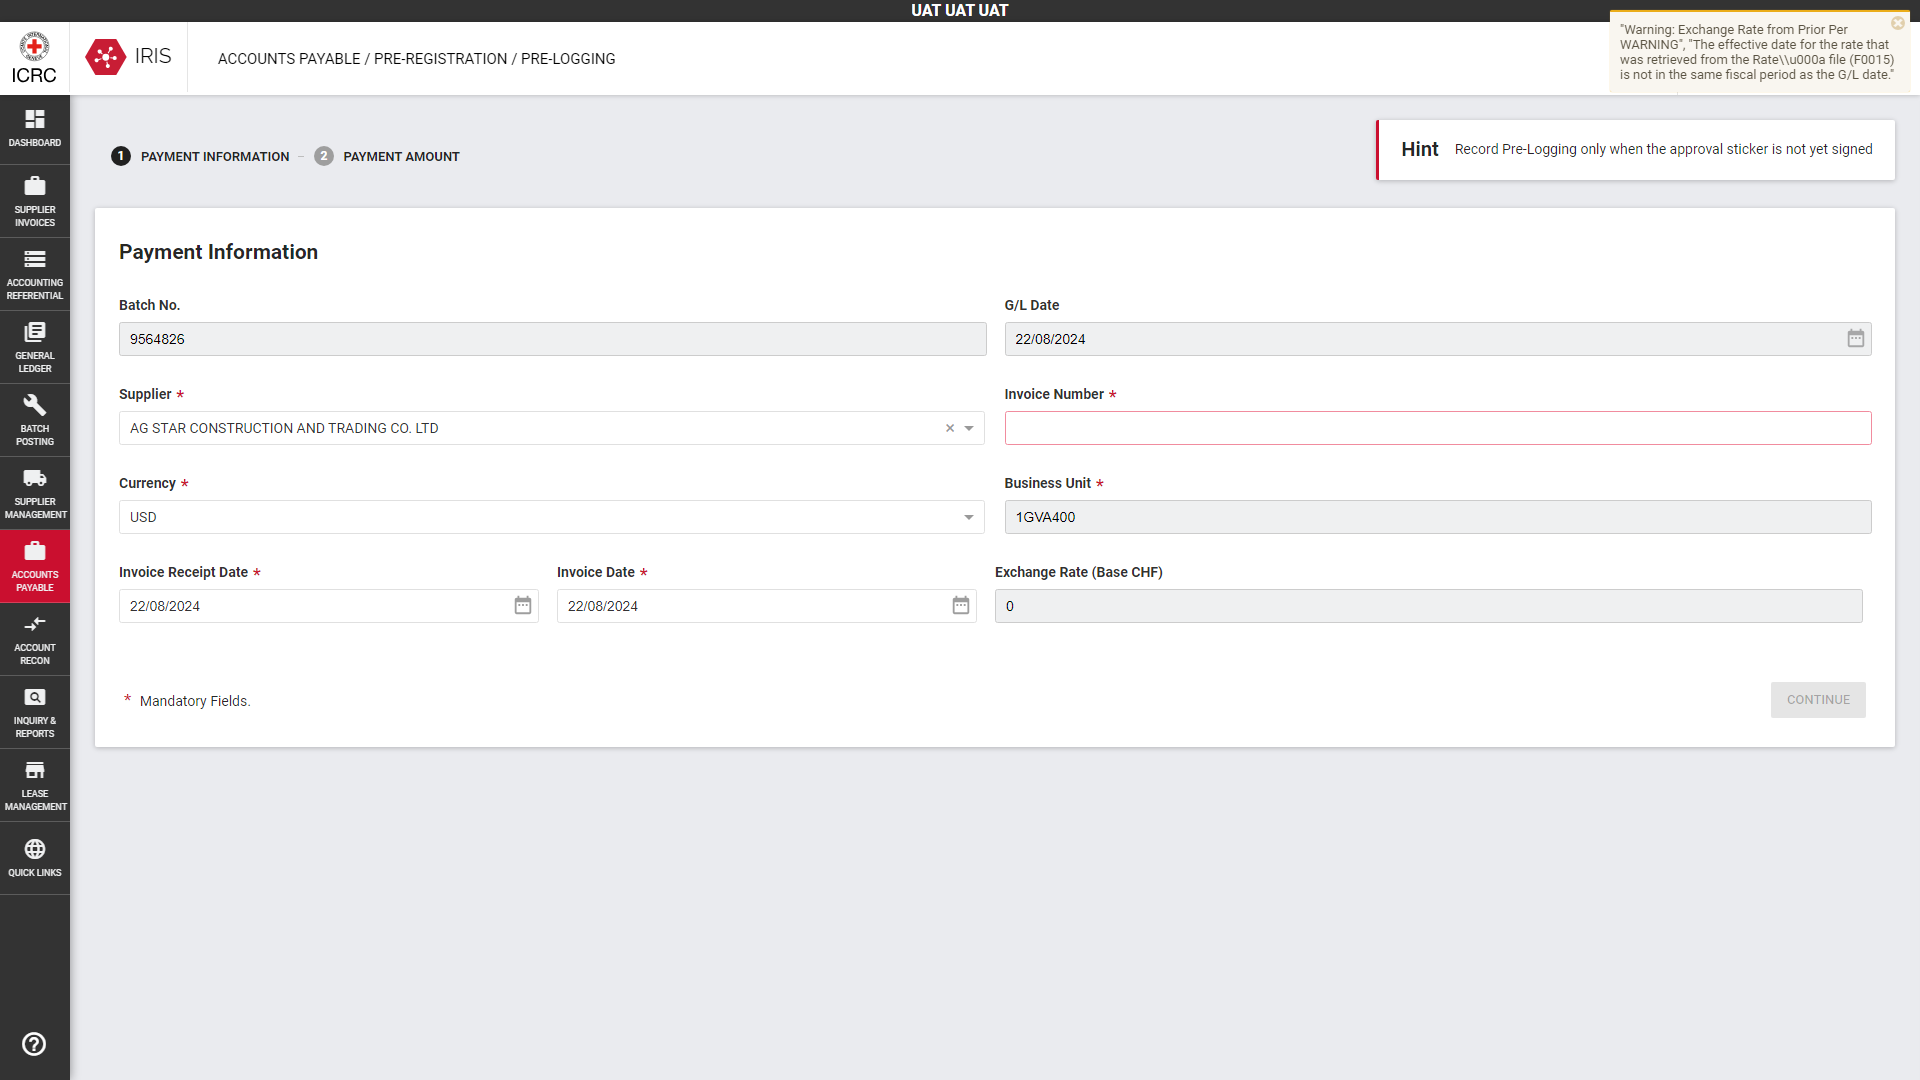 UAT UAT UAT
ICRC
IRIS
ACCOUNTS PAYABLE / PRE-REGISTRATION / PRE-LOGGING
"Warning: Exchange Rate from Prior Per
WARNING", "The effective date for the rate that
was retrieved from the Rate\\u000a file (F0015)
is not in the same fiscal period as the G/L date."
DASHBOARD
SUPPLIER
INVOICES
ACCOUNTING
REFERENTIAL
GENERAL
LEDGER
BATCH
POSTING
SUPPLIER
MANAGEMENT
ACCOUNTS
PAYABLE
ACCOUNT
RECON
INQUIRY &
REPORTS
LEASE
MANAGEMENT
QUICK LINKS
1 PAYMENT INFORMATION – 2 PAYMENT AMOUNT
Hint Record Pre-Logging only when the approval sticker is not yet signed
Payment Information
Batch No.
9564826
G/L Date
22/08/2024
Supplier *
AG STAR CONSTRUCTION AND TRADING CO. LTD
Invoice Number *
Currency *
USD
Business Unit *
1GVA400
Invoice Receipt Date *
22/08/2024
Invoice Date *
22/08/2024
Exchange Rate (Base CHF)
0
* Mandatory Fields.
CONTINUE